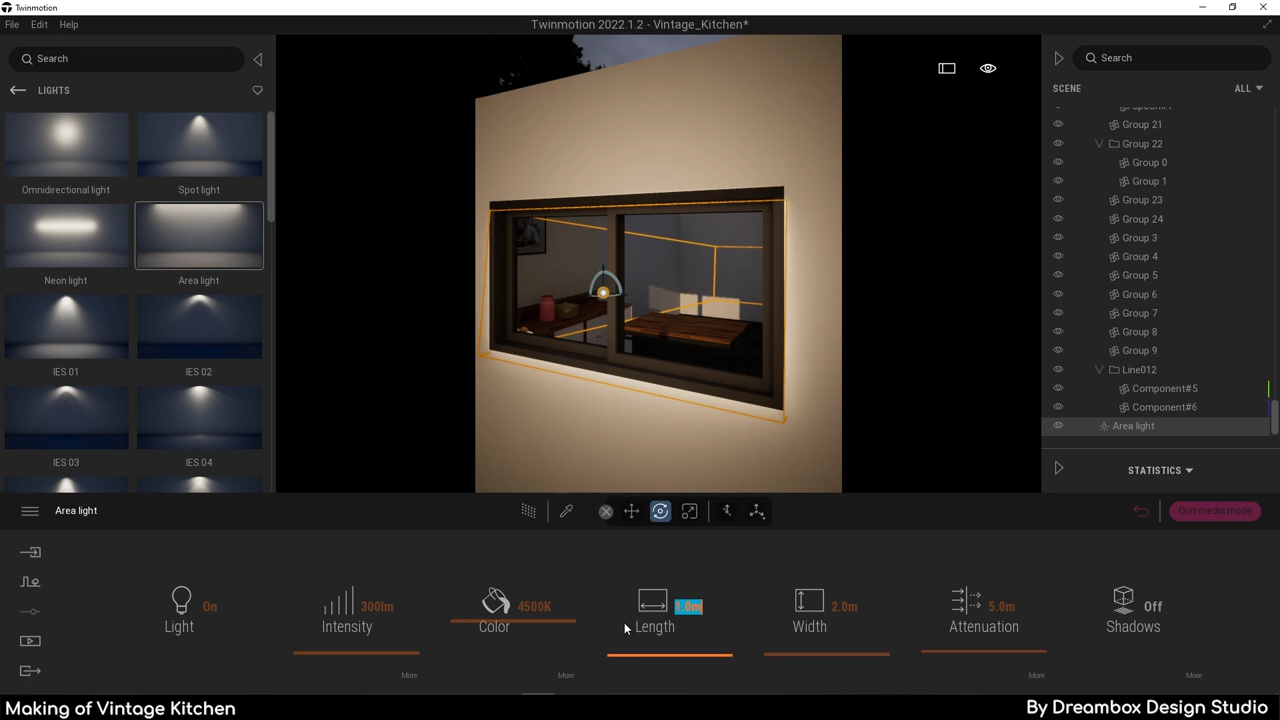 Twinmotion
File Edit Help
Twinmotion 2022.1.2 - Vintage_Kitchen*
Search
LIGHTS
Omnidirectional light
Spot light
Neon light
Area light
IES 01
IES 02
IES 03
IES 04
Search
SCENE
ALL
Group 21
Group 22
Group 0
Group 1
Group 23
Group 24
Group 3
Group 4
Group 5
Group 6
Group 7
Group 8
Group 9
Line012
Component#5
Component#6
Area light
STATISTICS
Area light
Quit media mode
Light On
Intensity 300lm
More
Color 4500K
More
Length 1.0m
Width 2.0m
Attenuation 5.0m
More
Shadows Off
More
Making of Vintage Kitchen
By Dreambox Design Studio